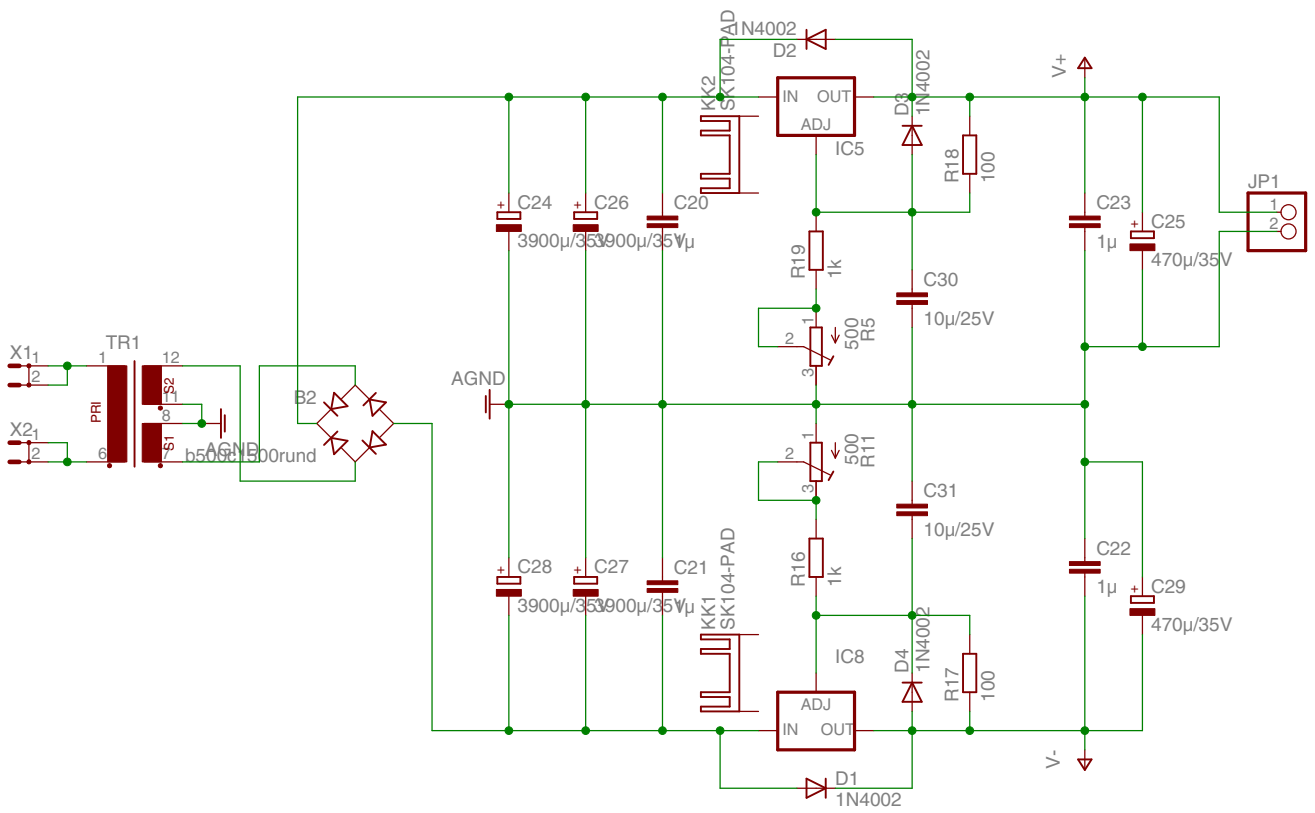 1N4002
D2
KK2
SK104-PAD
V+
IN OUT
ADJ
IC5
D3
1N4002
R18
100
JP1
1
2
+ C24
3900µ/35V
+ C26
3900µ/35V
C20
1µ
C23
1µ
+ C25
470µ/35V
R19
1k
C30
10µ/25V
1
2
3
500
R5
X1 1
2
TR1
1
12
S2
11
PRI
8
S1
6
7
AGND
b500c1500rund
B2
AGND
X2 1
2
1
2
3
500
R11
C31
10µ/25V
R16
1k
+ C28
3900µ/35V
+ C27
3900µ/35V
C21
1µ
C22
1µ
+ C29
470µ/35V
KK1
SK104-PAD
IC8
ADJ
IN OUT
D4
1N4002
R17
100
V-
D1
1N4002